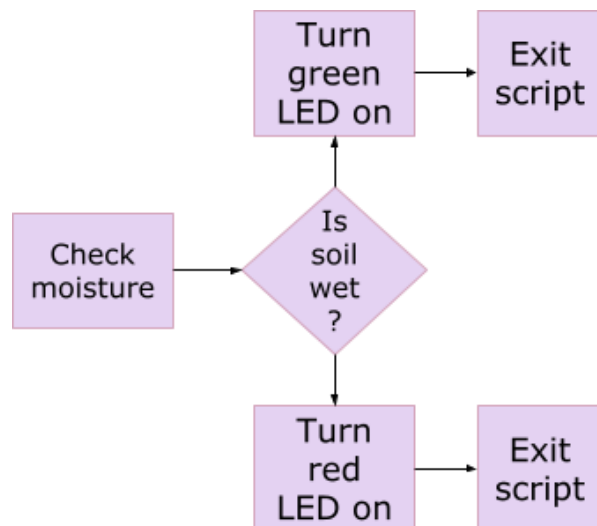 Turn
green
LED on
Exit
script
Check
moisture
Is
soil
wet
?
Turn
red
LED on
Exit
script